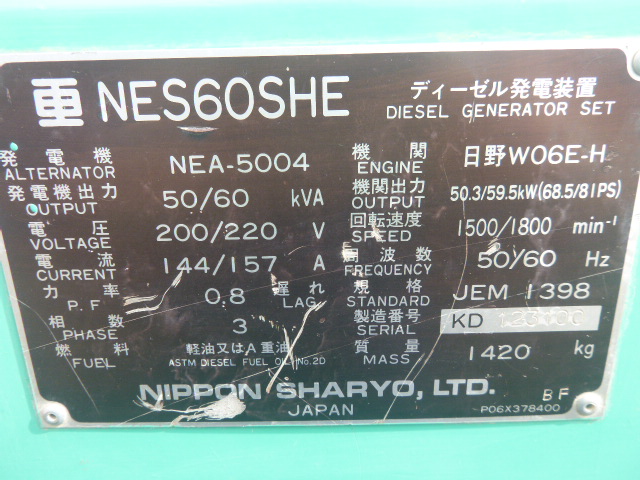 NES60SHE ディーゼル発電装置
DIESEL GENERATOR SET
発電機 NEA-5004 機関 日野W06E-H
ALTERNATOR ENGINE
発電機出力 50/60 kVA 機関出力 50.3/59.5kW(68.5/81PS)
OUTPUT OUTPUT
電圧 200/220 V 回転速度 1500/1800 min-1
VOLTAGE SPEED
電流 144/157 A 周波数 50/60 Hz
CURRENT FREQUENCY
力率 0.8 遅れ 規格 JEM 1398
P.F. LAG. STANDARD
相数 3 製造番号 KD
PHASE SERIAL
燃料 軽油又はA重油 質量 1420 kg
FUEL ASTM DIESEL FUEL OIL No.2D MASS
NIPPON SHARYO, LTD. BF
JAPAN P06X378400